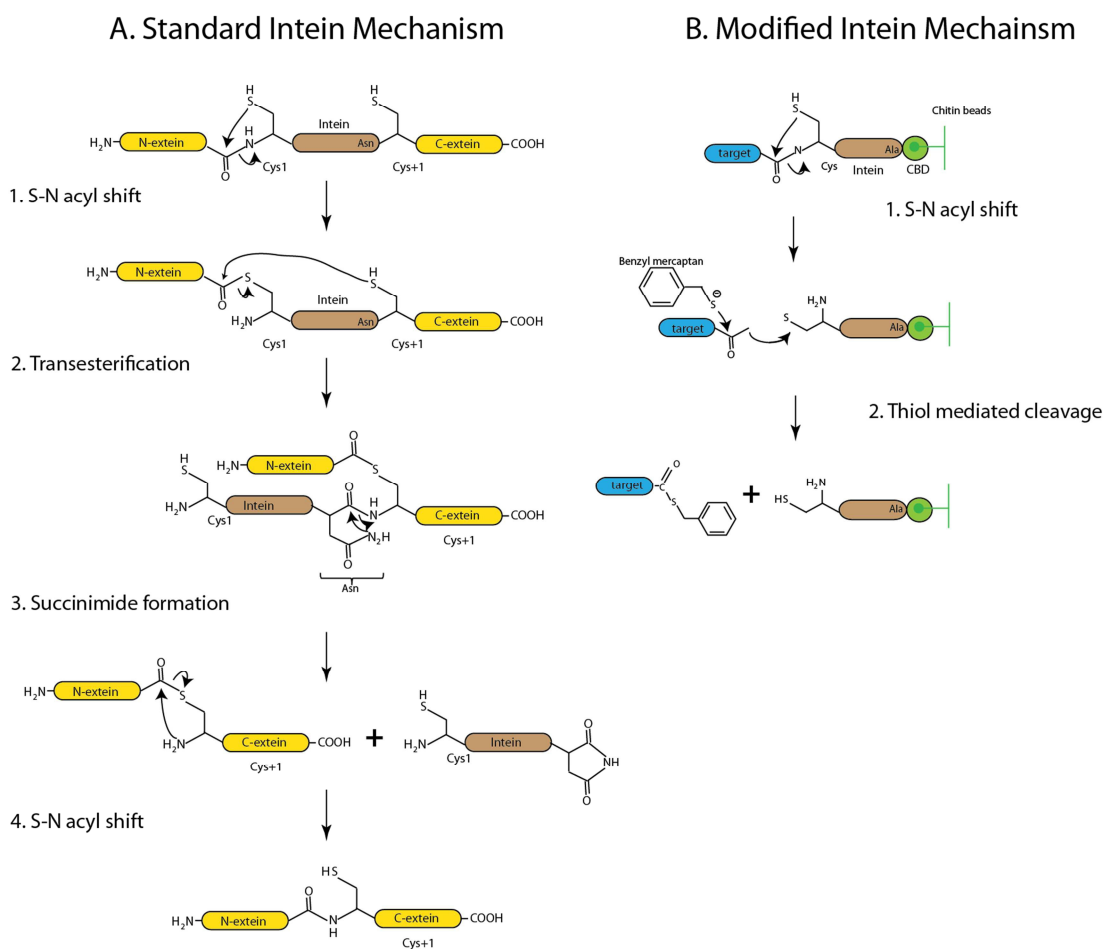 A. Standard Intein Mechanism
H
S
H
S
H
N
H₂N
N-extein
O
Cys1
Intein
Asn
Cys+1
C-extein
COOH
1. S-N acyl shift
H₂N
N-extein
O
S
H
S
H₂N
Cys1
Intein
Asn
Cys+1
C-extein
COOH
2. Transesterification
H
S
H₂N
N-extein
O
S
H₂N
Cys1
Intein
O
H
N
N₂H
O
Asn
C-extein
COOH
Cys+1
3. Succinimide formation
H₂N
N-extein
O
S
H₂N
C-extein
COOH
Cys+1
+
H
S
H₂N
Cys1
Intein
O
NH
O
4. S-N acyl shift
H₂N
N-extein
O
N
H
HS
C-extein
COOH
Cys+1
B. Modified Intein Mechainsm
H
S
Chitin beads
target
O
N
Cys
Intein
Ala
CBD
1. S-N acyl shift
Benzyl mercaptan
S
⊖
target
O
S
H₂N
Ala
2. Thiol mediated cleavage
target
O
C
S
+
HS
H₂N
Ala